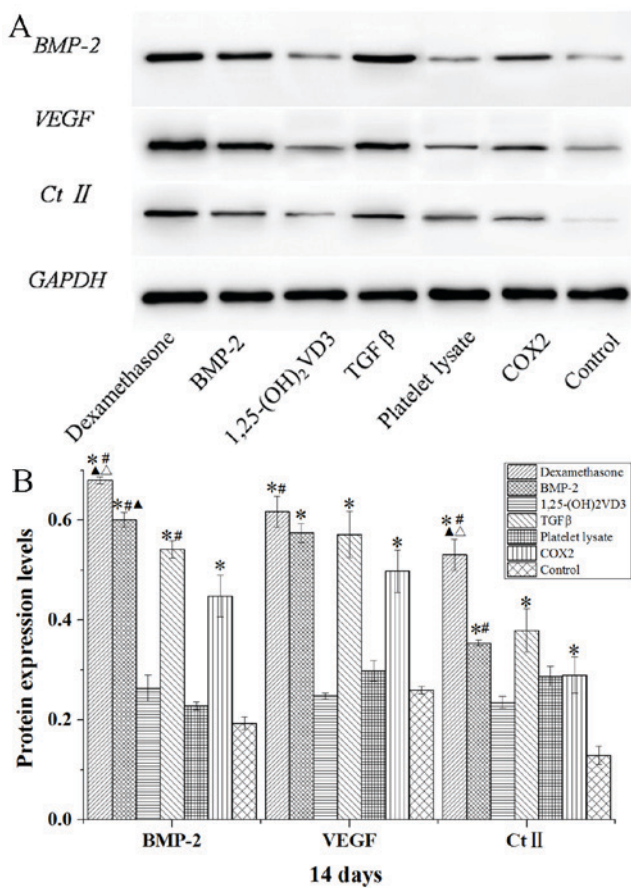 A
BMP-2
VEGF
Ct Ⅱ
GAPDH
Dexamethasone
BMP-2
1,25-(OH)₂VD3
TGFβ
Platelet lysate
COX2
Control
B
Protein expression levels
0.6
0.4
0.2
0.0
*#
▲△
*#▲
*#
*
*#
*
*
*
*#
▲△
*#
*
*
Dexamethasone
BMP-2
1,25-(OH)2VD3
TGFβ
Platelet lysate
COX2
Control
BMP-2
VEGF
Ct Ⅱ
14 days